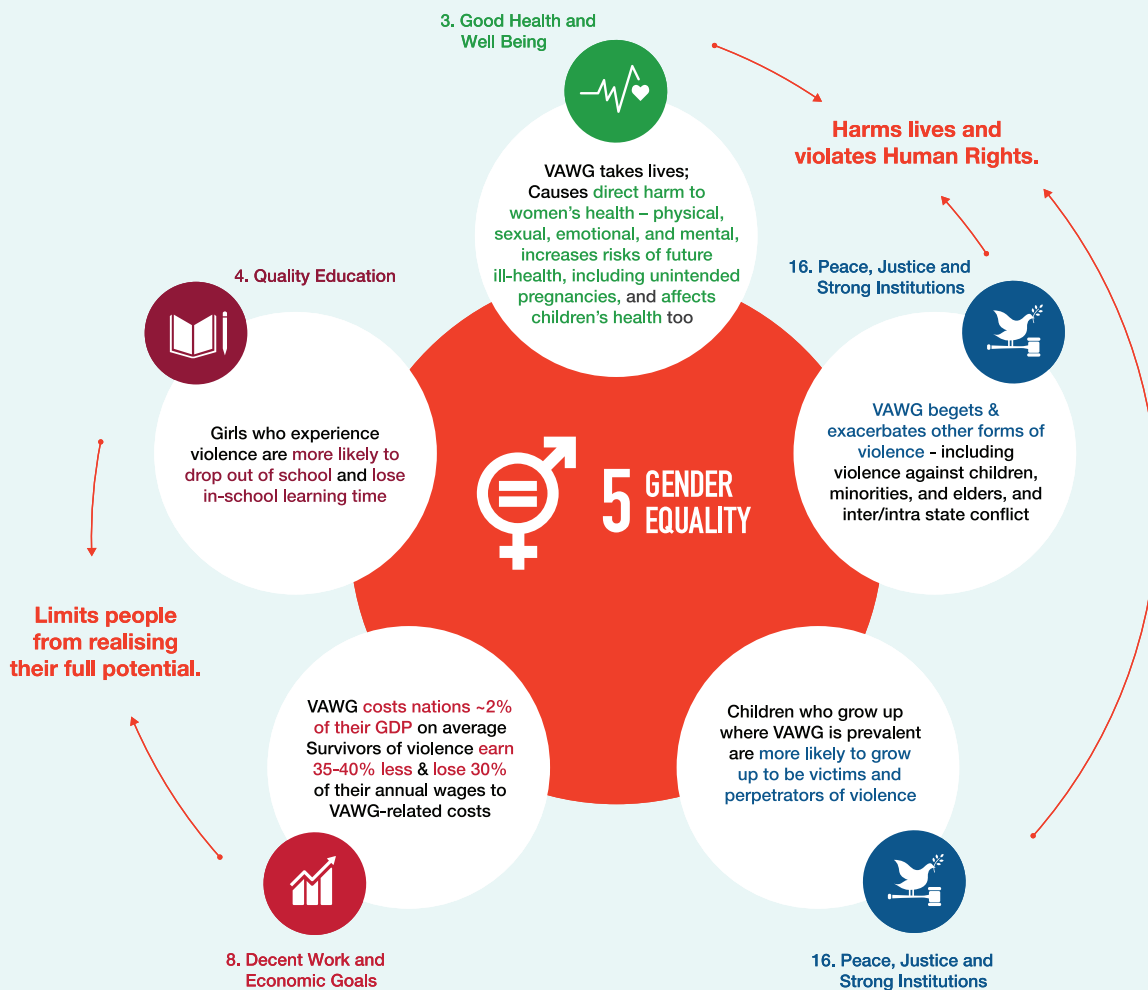 3. Good Health and
Well Being
Harms lives and
violates Human Rights.
VAWG takes lives;
Causes direct harm to
women's health – physical,
sexual, emotional, and mental,
increases risks of future
ill-health, including unintended
pregnancies, and affects
children's health too
4. Quality Education
16. Peace, Justice and
Strong Institutions
Girls who experience
violence are more likely to
drop out of school and lose
in-school learning time
VAWG begets &
exacerbates other forms of
violence - including
violence against children,
minorities, and elders, and
inter/intra state conflict
5 GENDER
EQUALITY
Limits people
from realising
their full potential.
VAWG costs nations ~2%
of their GDP on average
Survivors of violence earn
35-40% less & lose 30%
of their annual wages to
VAWG-related costs
Children who grow up
where VAWG is prevalent
are more likely to grow
up to be victims and
perpetrators of violence
8. Decent Work and
Economic Goals
16. Peace, Justice and
Strong Institutions